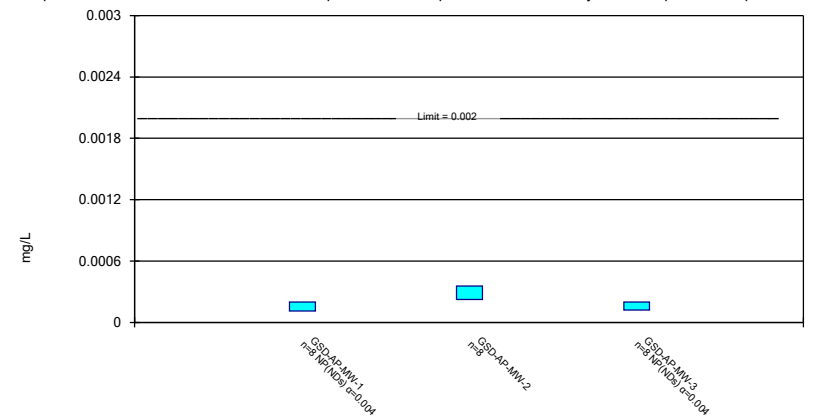 0.003
0.0024
Limit = 0.002
0.0018
0.0012
mg/L
0.0006
0
GSD-AP-MW-1
n=8 NP(NDs) α=0.004
GSD-AP-MW-2
n=8
GSD-AP-MW-3
n=8 NP(NDs) α=0.004